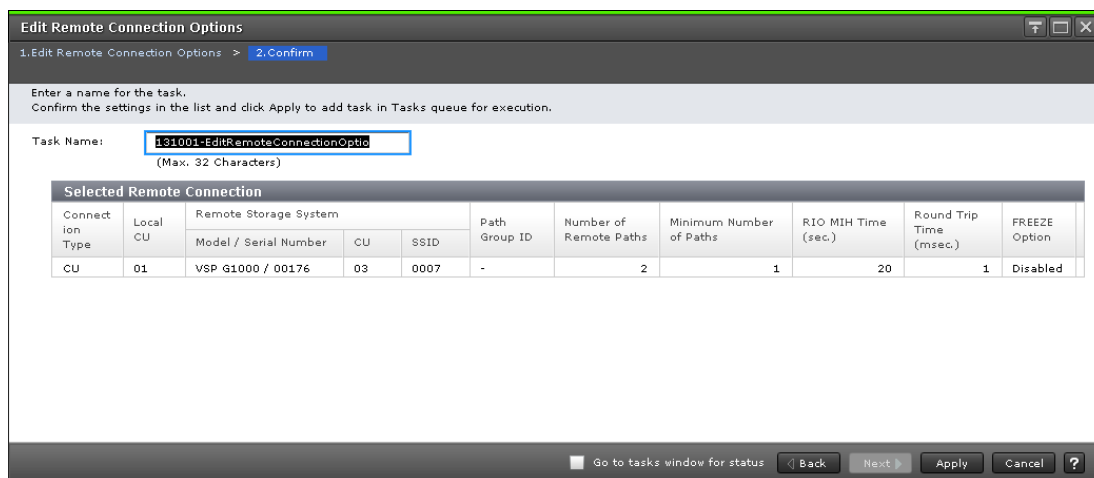 Edit Remote Connection Options
1.Edit Remote Connection Options > 2.Confirm
Enter a name for the task.
Confirm the settings in the list and click Apply to add task in Tasks queue for execution.
Task Name: 131001-EditRemoteConnectionOptio
(Max. 32 Characters)
Selected Remote Connection
Connect
ion
Type
Local
CU
Remote Storage System
Model / Serial Number CU SSID
Path
Group ID
Number of
Remote Paths
Minimum Number
of Paths
RIO MIH Time
(sec.)
Round Trip
Time
(msec.)
FREEZE
Option
CU 01 VSP G1000 / 00176 03 0007 - 2 1 20 1 Disabled
Go to tasks window for status Back Next Apply Cancel ?